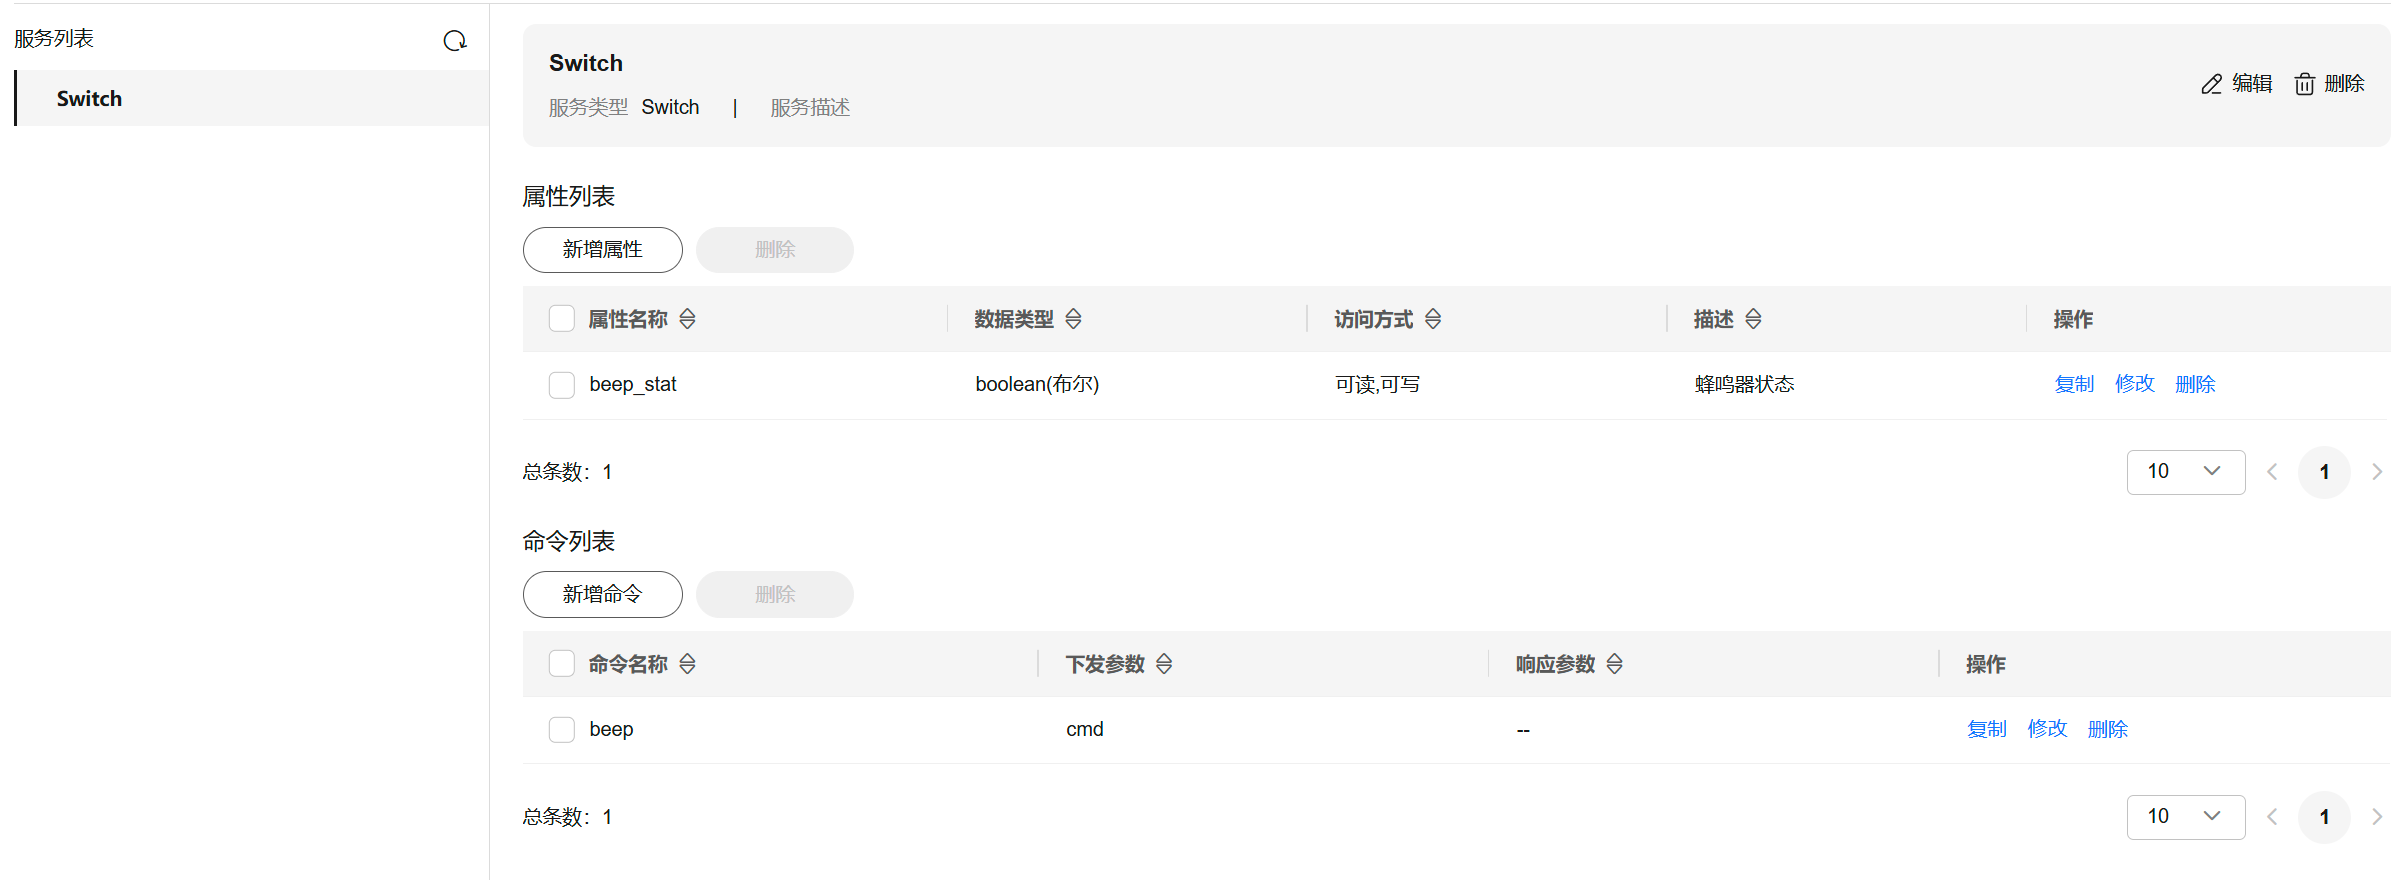 服务列表
Switch
Switch
服务类型 Switch | 服务描述
编辑 删除
属性列表
新增属性 删除
属性名称 数据类型 访问方式 描述 操作
beep_stat boolean(布尔) 可读,可写 蜂鸣器状态 复制 修改 删除
总条数：1 10 1
命令列表
新增命令 删除
命令名称 下发参数 响应参数 操作
beep cmd -- 复制 修改 删除
总条数：1 10 1